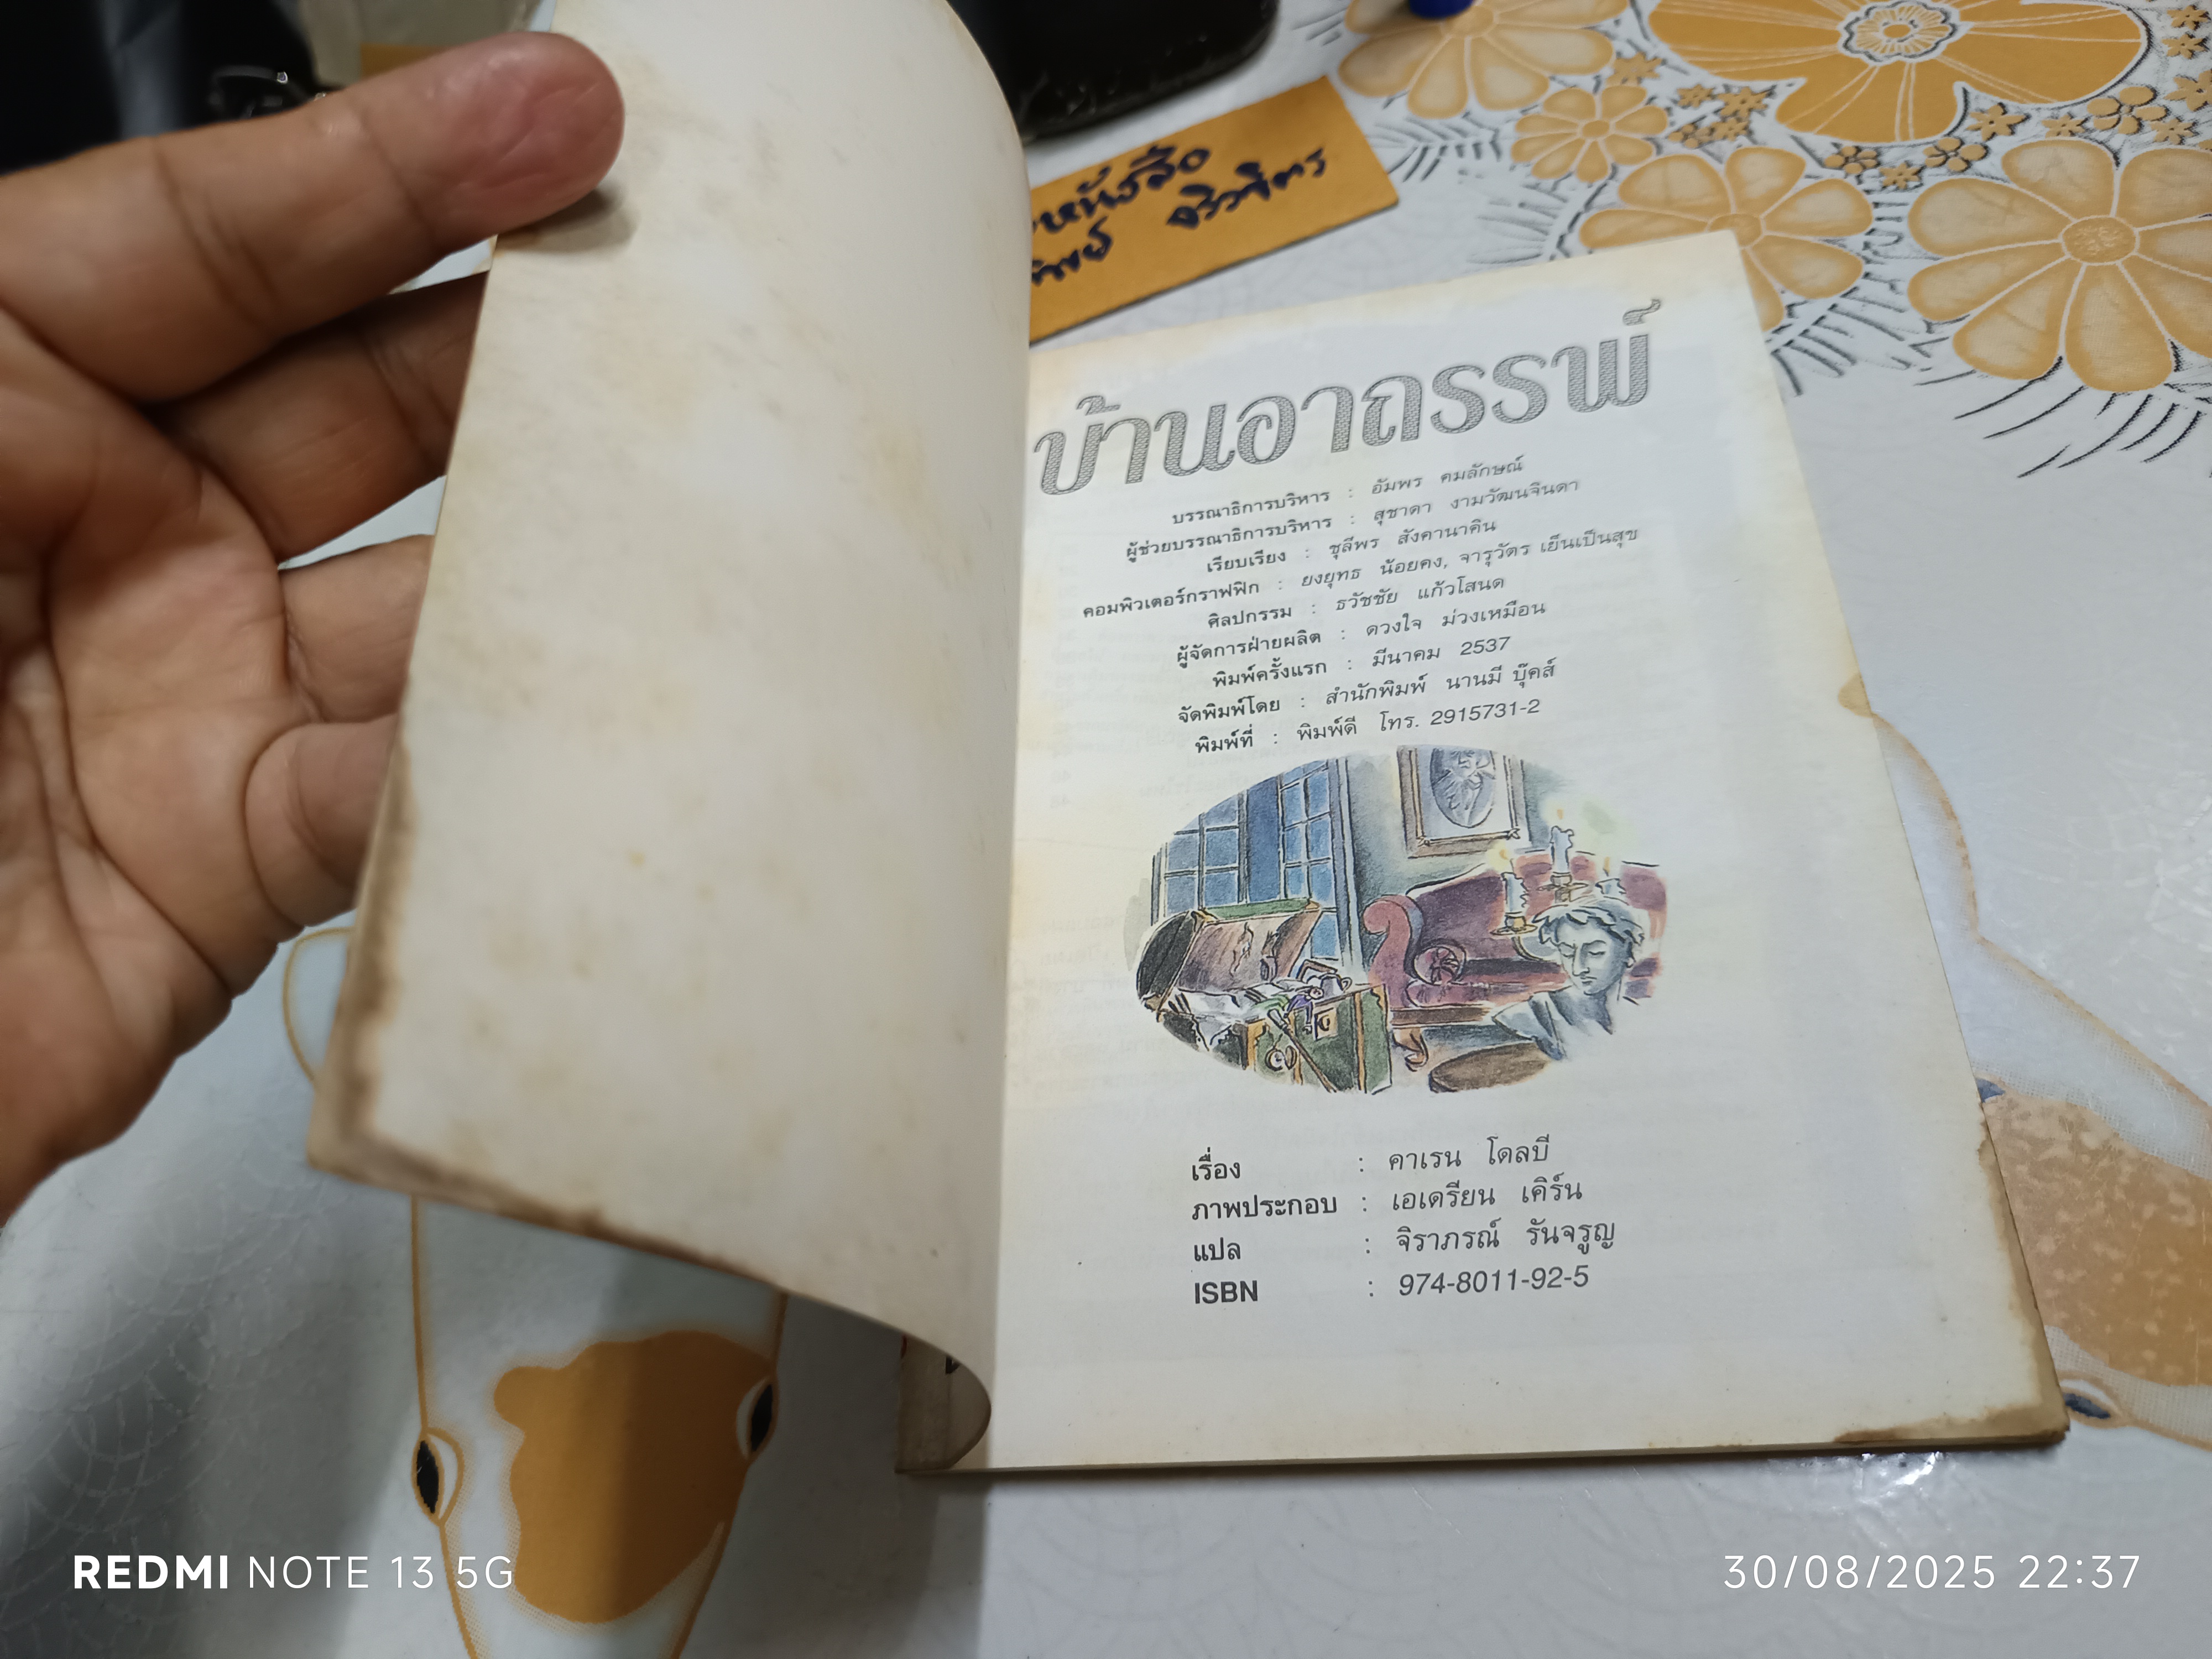 หนังสือ
จริวจิตร
บ้านอาถรรพ์
บรรณาธิการบริหาร : อัมพร คมลักษณ์
ผู้ช่วยบรรณาธิการบริหาร : สุชาดา งามวัฒนจินดา
เรียบเรียง : ชุลีพร สังคานาคิน
คอมพิวเตอร์กราฟฟิก : ยงยุทธ น้อยคง, จารุวัตร เย็นเป็นสุข
ศิลปกรรม : ธวัชชัย แก้วโสนด
ผู้จัดการฝ่ายผลิต : ดวงใจ ม่วงเหมือน
พิมพ์ครั้งแรก : มีนาคม 2537
จัดพิมพ์โดย : สำนักพิมพ์ นานมี บุ๊คส์
พิมพ์ที่ : พิมพ์ดี โทร. 2915731-2
เรื่อง : คาเรน โดลบี
ภาพประกอบ : เอเดรียน เคิร์น
แปล : จิราภรณ์ รันจรูญ
ISBN : 974-8011-92-5
REDMI NOTE 13 5G
30/08/2025 22:37